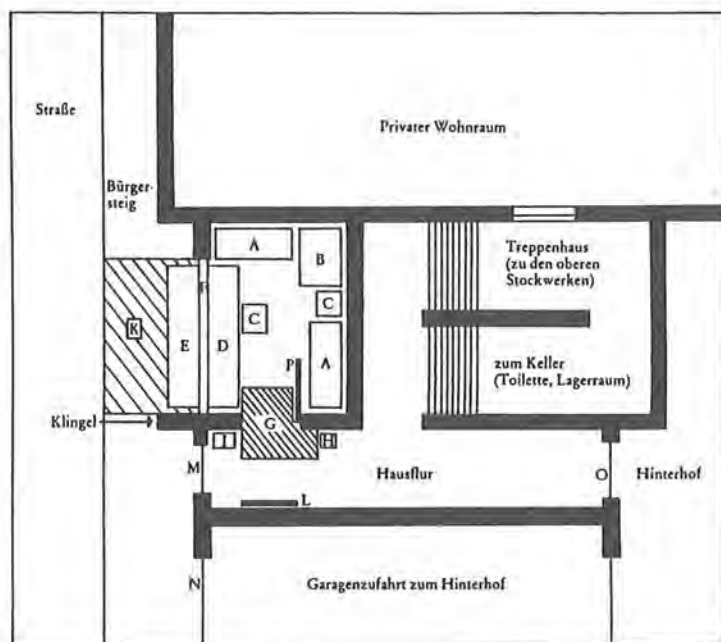 Straße
Privater Wohnraum
Bürger-
steig
A
B
Treppenhaus
(zu den oberen
Stockwerken)
F
C
C
K
E
D
A
P
zum Keller
(Toilette, Lagerraum)
Klingel
G
I
H
M
Hausflur
O
Hinterhof
L
N
Garagenzufahrt zum Hinterhof